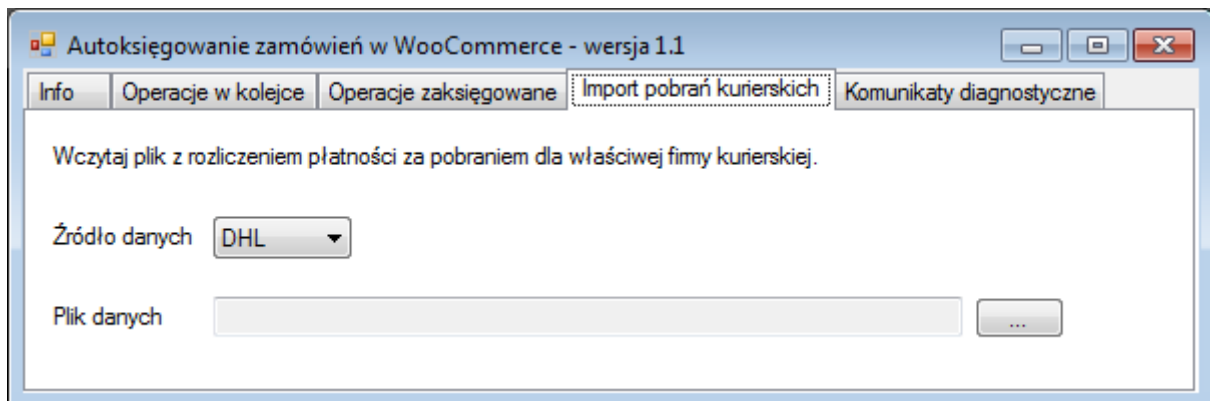 Autoksięgowanie zamówień w WooCommerce - wersja 1.1
Info Operacje w kolejce Operacje zaksięgowane Import pobrań kurierskich Komunikaty diagnostyczne
Wczytaj plik z rozliczeniem płatności za pobraniem dla właściwej firmy kurierskiej.
Źródło danych DHL
Plik danych ...